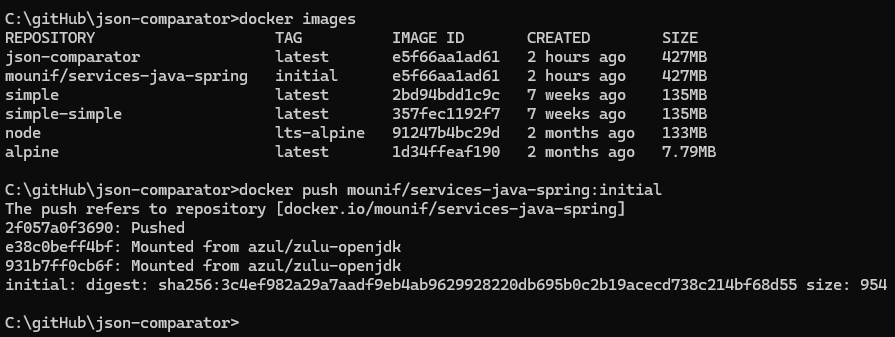 C:\gitHub\json-comparator>docker images
REPOSITORY TAG IMAGE ID CREATED SIZE
json-comparator latest e5f66aa1ad61 2 hours ago 427MB
mounif/services-java-spring initial e5f66aa1ad61 2 hours ago 427MB
simple latest 2bd94bdd1c9c 7 weeks ago 135MB
simple-simple latest 357fec1192f7 7 weeks ago 135MB
node lts-alpine 91247b4bc29d 2 months ago 133MB
alpine latest 1d34ffeaf190 2 months ago 7.79MB
C:\gitHub\json-comparator>docker push mounif/services-java-spring:initial
The push refers to repository [docker.io/mounif/services-java-spring]
2f057a0f3690: Pushed
e38c0beff4bf: Mounted from azul/zulu-openjdk
931b7ff0cb6f: Mounted from azul/zulu-openjdk
initial: digest: sha256:3c4ef982a29a7aadf9eb4ab9629928220db695b0c2b19acecd738c214bf68d55 size: 954
C:\gitHub\json-comparator>